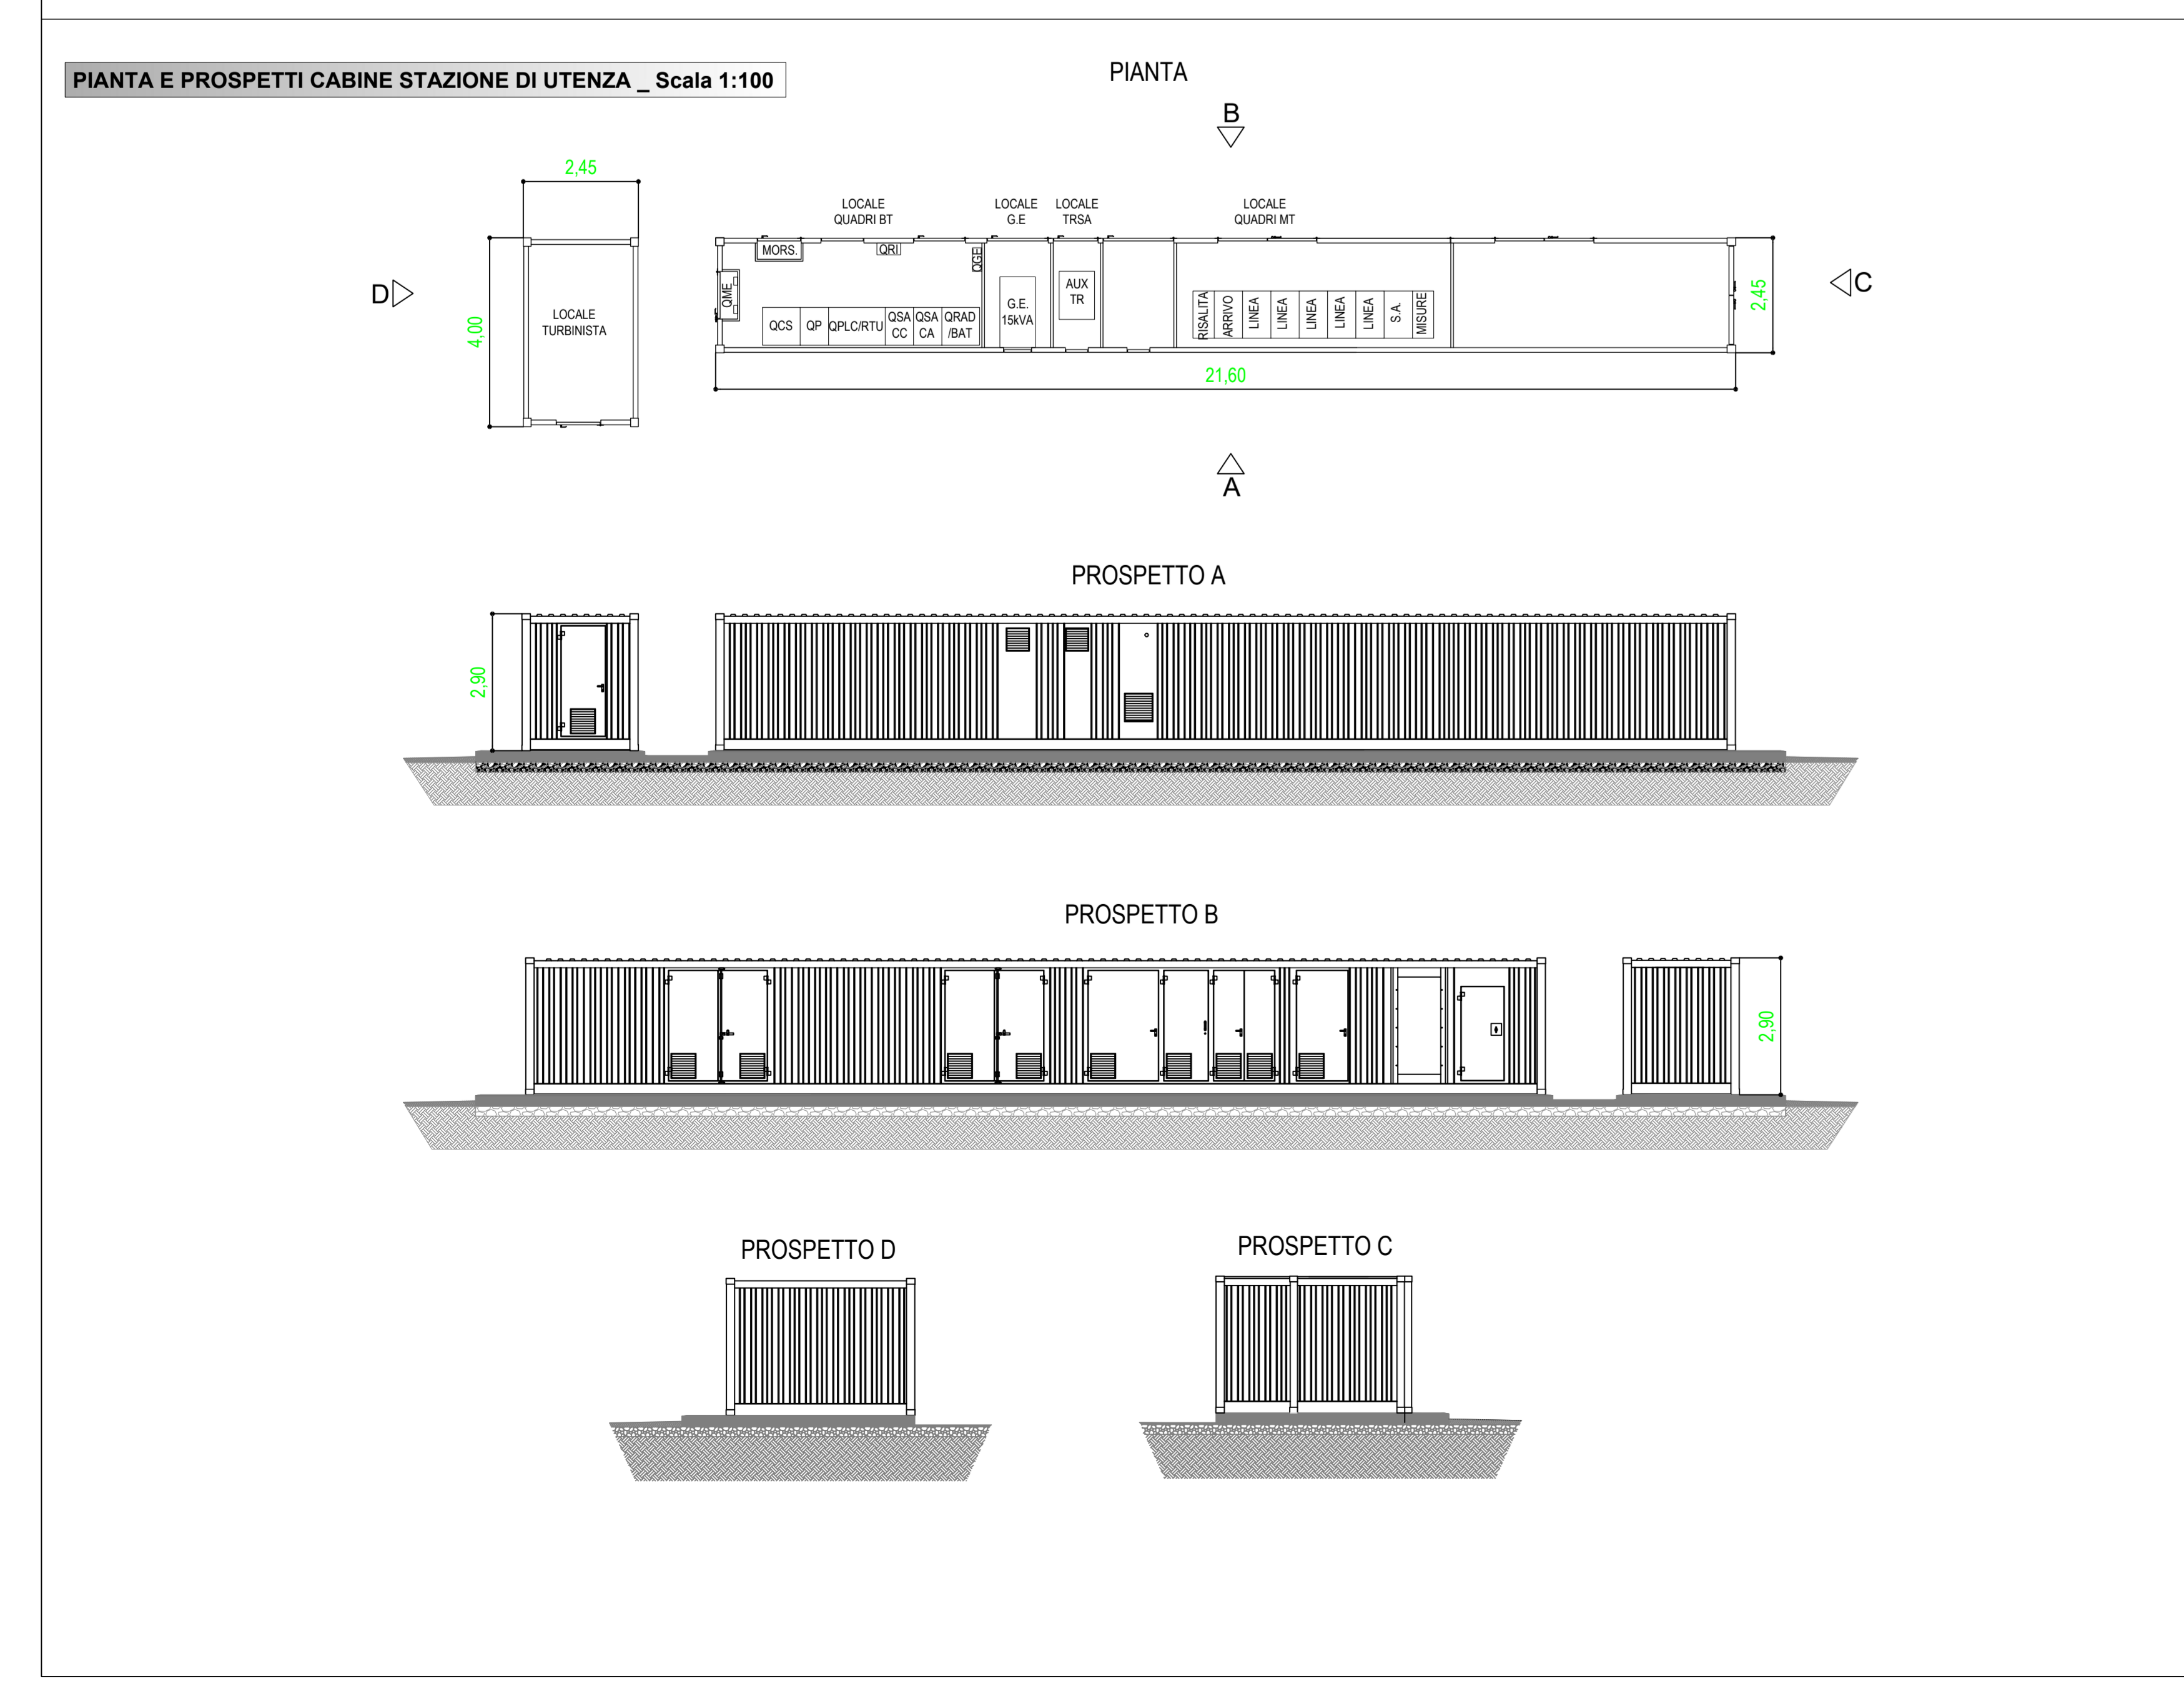 PIANTA E PROSPETTI CABINE STAZIONE DI UTENZA _ Scala 1:100
PIANTA
B
2,45
LOCALE
QUADRI BT
LOCALE
G.E
LOCALE
TRSA
LOCALE
QUADRI MT
D
4,00
LOCALE
TURBINISTA
MORS.
QRI
QGE
QME
QCS
QP
QPLC/RTU
QSA
CC
QSA
CA
QRAD
/BAT
G.E.
15kVA
AUX
TR
RISALITA
ARRIVO
LINEA
LINEA
LINEA
LINEA
LINEA
S.A.
MISURE
2,45
C
21,60
A
PROSPETTO A
2,90
PROSPETTO B
2,90
PROSPETTO D
PROSPETTO C